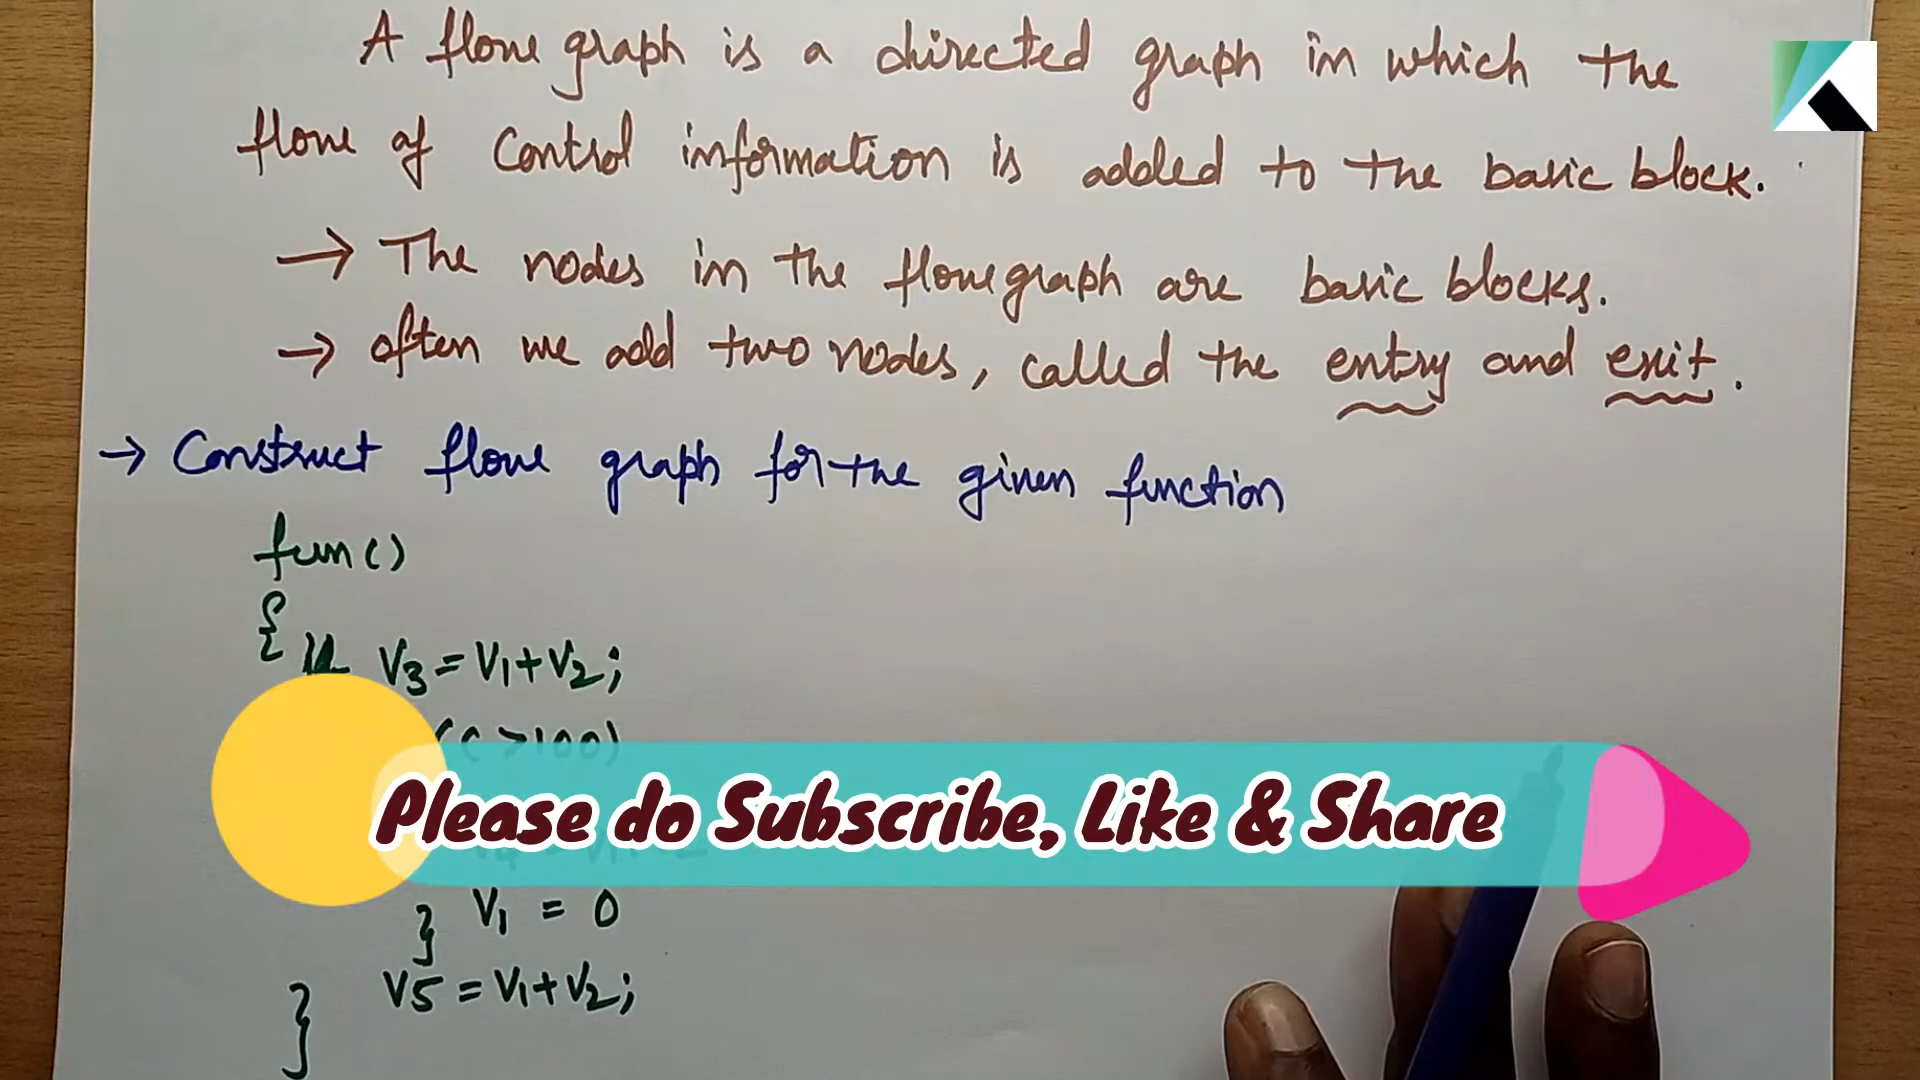 A flow graph is a directed graph in which the
flow of control information is added to the basic block.
→ The nodes in the flowgraph are basic blocks.
→ often we add two nodes, called the entry and exit.
→ Construct flow graph for the given function
fun()
{
V3 = V1 + V2;
(c >100)
Please do Subscribe, Like & Share
} V1 = 0
V5 = V1 + V2;
}